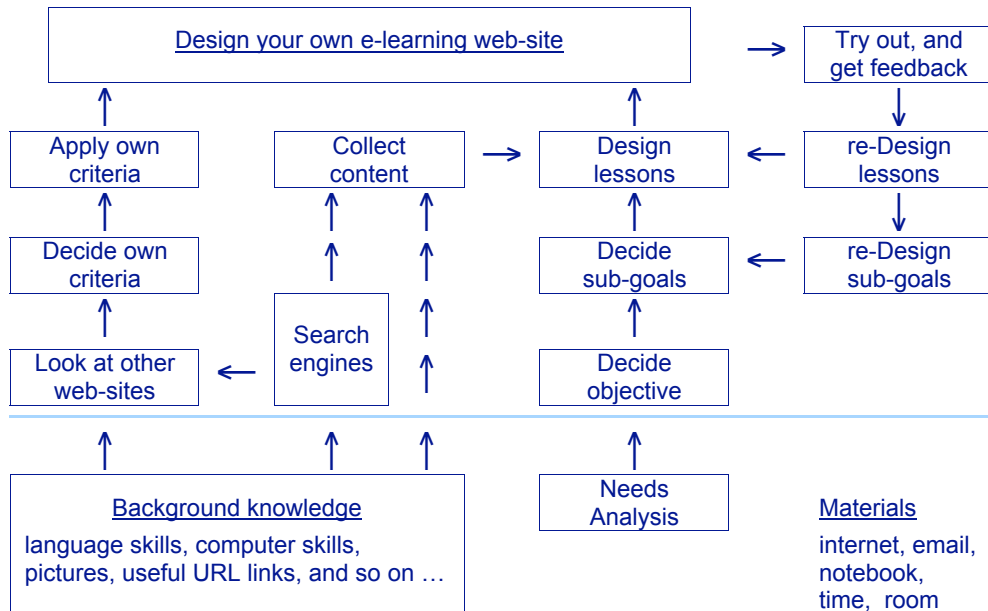 Design your own e-learning web-site
Try out, and
get feedback
Apply own
criteria
Collect
content
Design
lessons
re-Design
lessons
Decide own
criteria
Decide
sub-goals
re-Design
sub-goals
Search
engines
Look at other
web-sites
Decide
objective
Background knowledge
language skills, computer skills,
pictures, useful URL links, and so on …
Needs
Analysis
Materials
internet, email,
notebook,
time, room